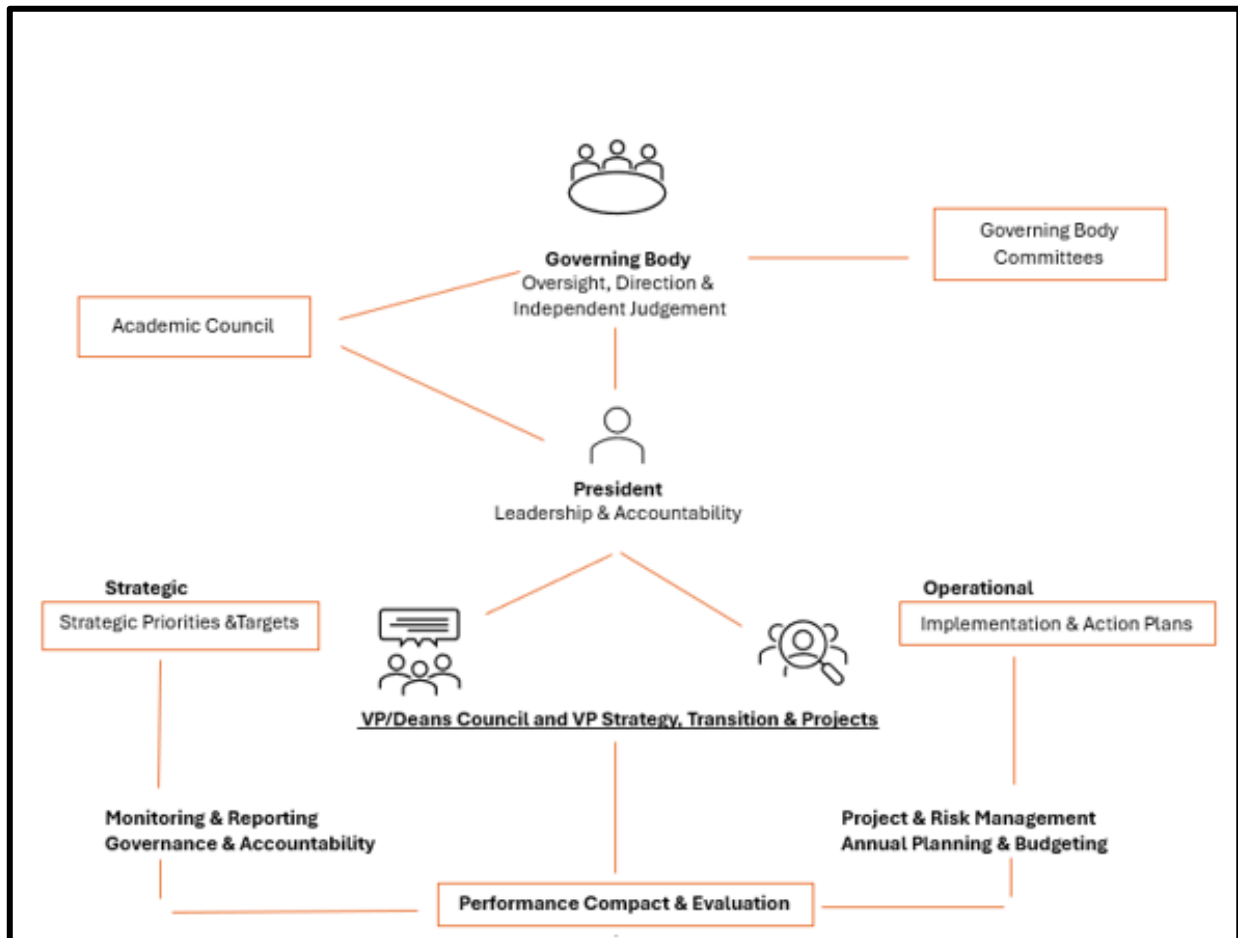 Governing Body
Oversight, Direction &
Independent Judgement
Governing Body
Committees
Academic Council
President
Leadership & Accountability
Strategic
Strategic Priorities &Targets
Operational
Implementation & Action Plans
VP/Deans Council and VP Strategy, Transition & Projects
Monitoring & Reporting
Governance & Accountability
Project & Risk Management
Annual Planning & Budgeting
Performance Compact & Evaluation